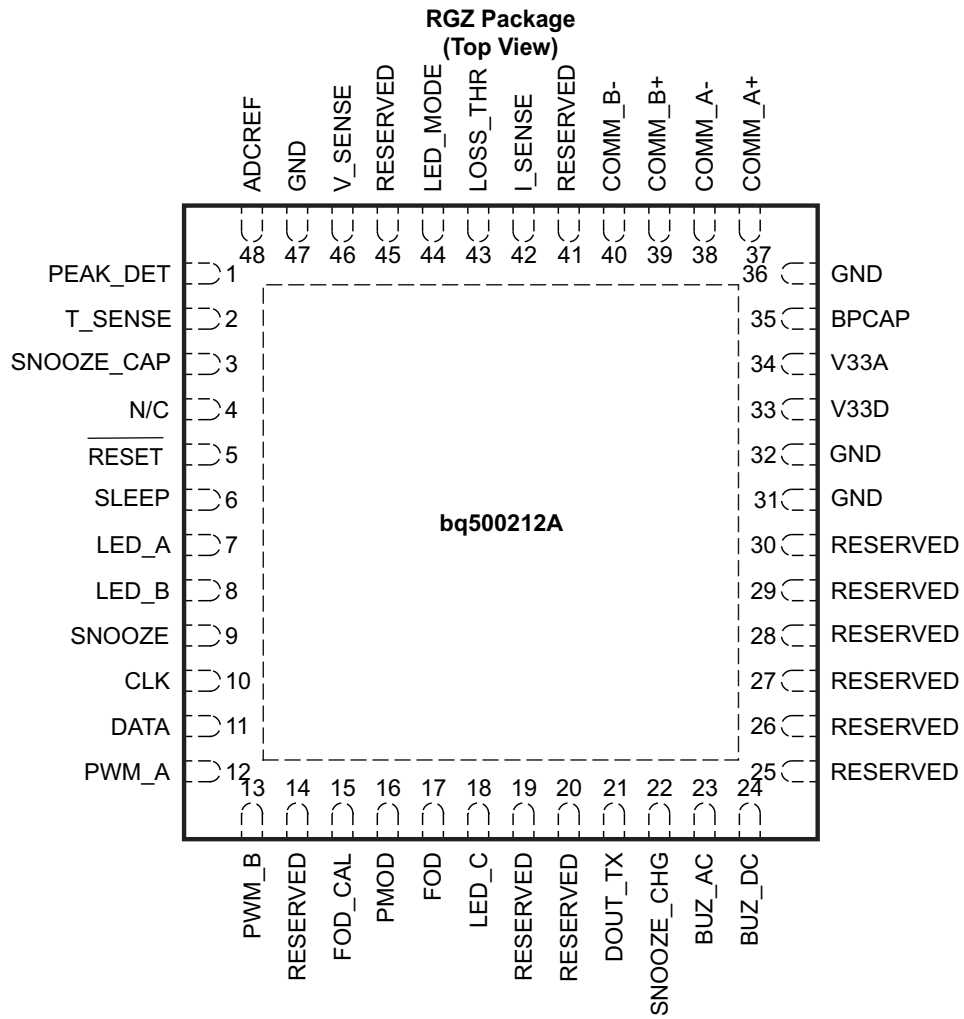 RGZ Package
(Top View)
ADCREF
GND
V_SENSE
RESERVED
LED_MODE
LOSS_THR
I_SENSE
RESERVED
COMM_B-
COMM_B+
COMM_A-
COMM_A+
48 47 46 45 44 43 42 41 40 39 38 37
PEAK_DET 1 36 GND
T_SENSE 2 35 BPCAP
SNOOZE_CAP 3 34 V33A
N/C 4 33 V33D
RESET 5 32 GND
SLEEP 6 31 GND
bq500212A
LED_A 7 30 RESERVED
LED_B 8 29 RESERVED
SNOOZE 9 28 RESERVED
CLK 10 27 RESERVED
DATA 11 26 RESERVED
PWM_A 12 25 RESERVED
13 14 15 16 17 18 19 20 21 22 23 24
PWM_B
RESERVED
FOD_CAL
PMOD
FOD
LED_C
RESERVED
RESERVED
DOUT_TX
SNOOZE_CHG
BUZ_AC
BUZ_DC